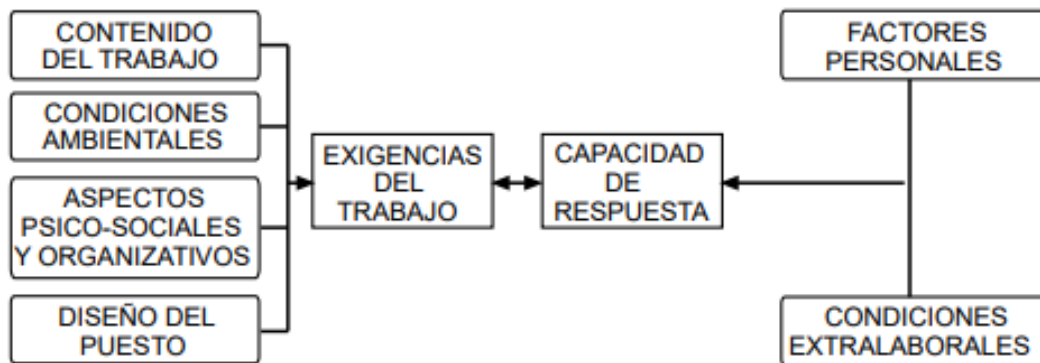 CONTENIDO
DEL TRABAJO
CONDICIONES
AMBIENTALES
ASPECTOS
PSICO-SOCIALES
Y ORGANIZATIVOS
DISEÑO DEL
PUESTO
EXIGENCIAS
DEL
TRABAJO
CAPACIDAD
DE
RESPUESTA
FACTORES
PERSONALES
CONDICIONES
EXTRALABORALES